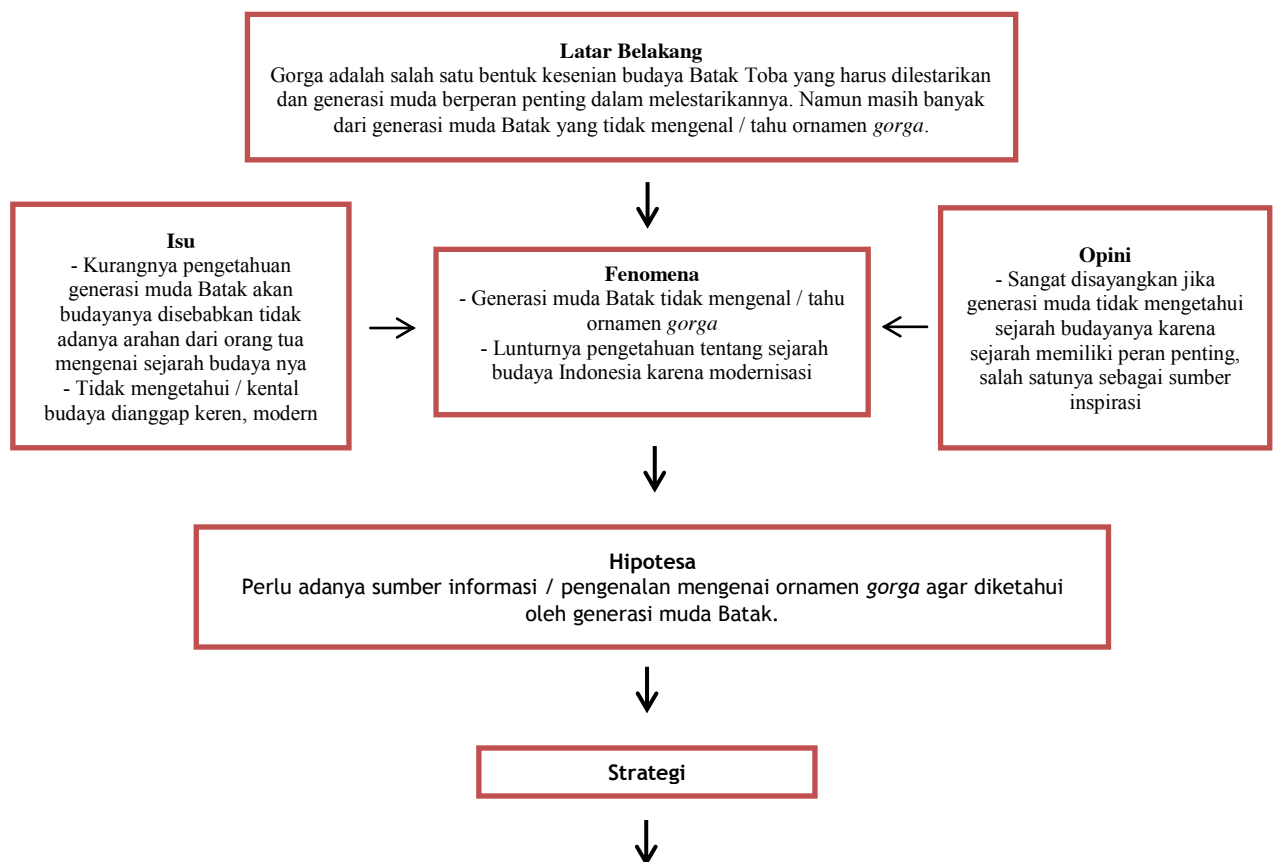 Latar Belakang
Gorga adalah salah satu bentuk kesenian budaya Batak Toba yang harus dilestarikan
dan generasi muda berperan penting dalam melestarikannya. Namun masih banyak
dari generasi muda Batak yang tidak mengenal / tahu ornamen gorga.
Isu
- Kurangnya pengetahuan
generasi muda Batak akan
budayanya disebabkan tidak
adanya arahan dari orang tua
mengenai sejarah budaya nya
- Tidak mengetahui / kental
budaya dianggap keren, modern
Fenomena
- Generasi muda Batak tidak mengenal / tahu
ornamen gorga
- Lunturnya pengetahuan tentang sejarah
budaya Indonesia karena modernisasi
Opini
- Sangat disayangkan jika
generasi muda tidak mengetahui
sejarah budayanya karena
sejarah memiliki peran penting,
salah satunya sebagai sumber
inspirasi
Hipotesa
Perlu adanya sumber informasi / pengenalan mengenai ornamen gorga agar diketahui
oleh generasi muda Batak.
Strategi